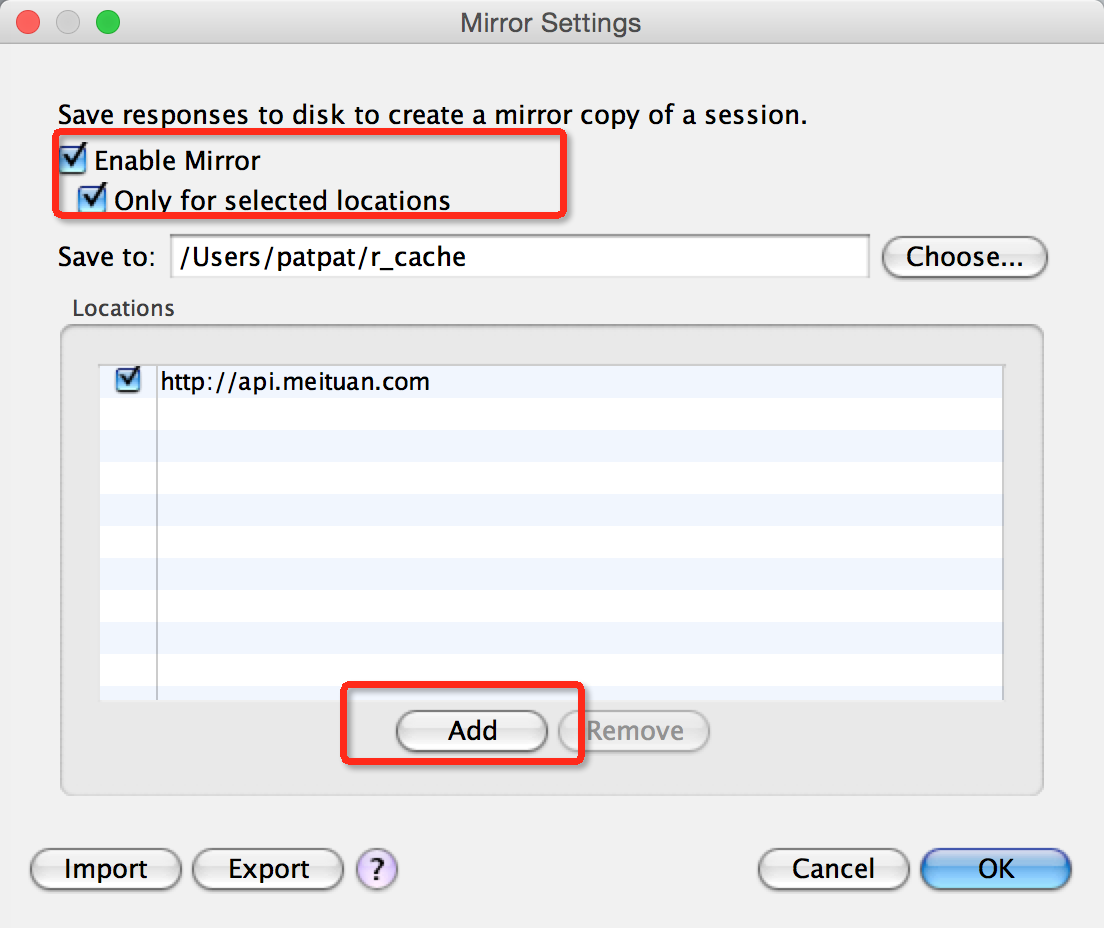 Mirror Settings
Save responses to disk to create a mirror copy of a session.
Enable Mirror
Only for selected locations
Save to: /Users/patpat/r_cache Choose...
Locations
http://api.meituan.com
Add Remove
Import Export ? Cancel OK